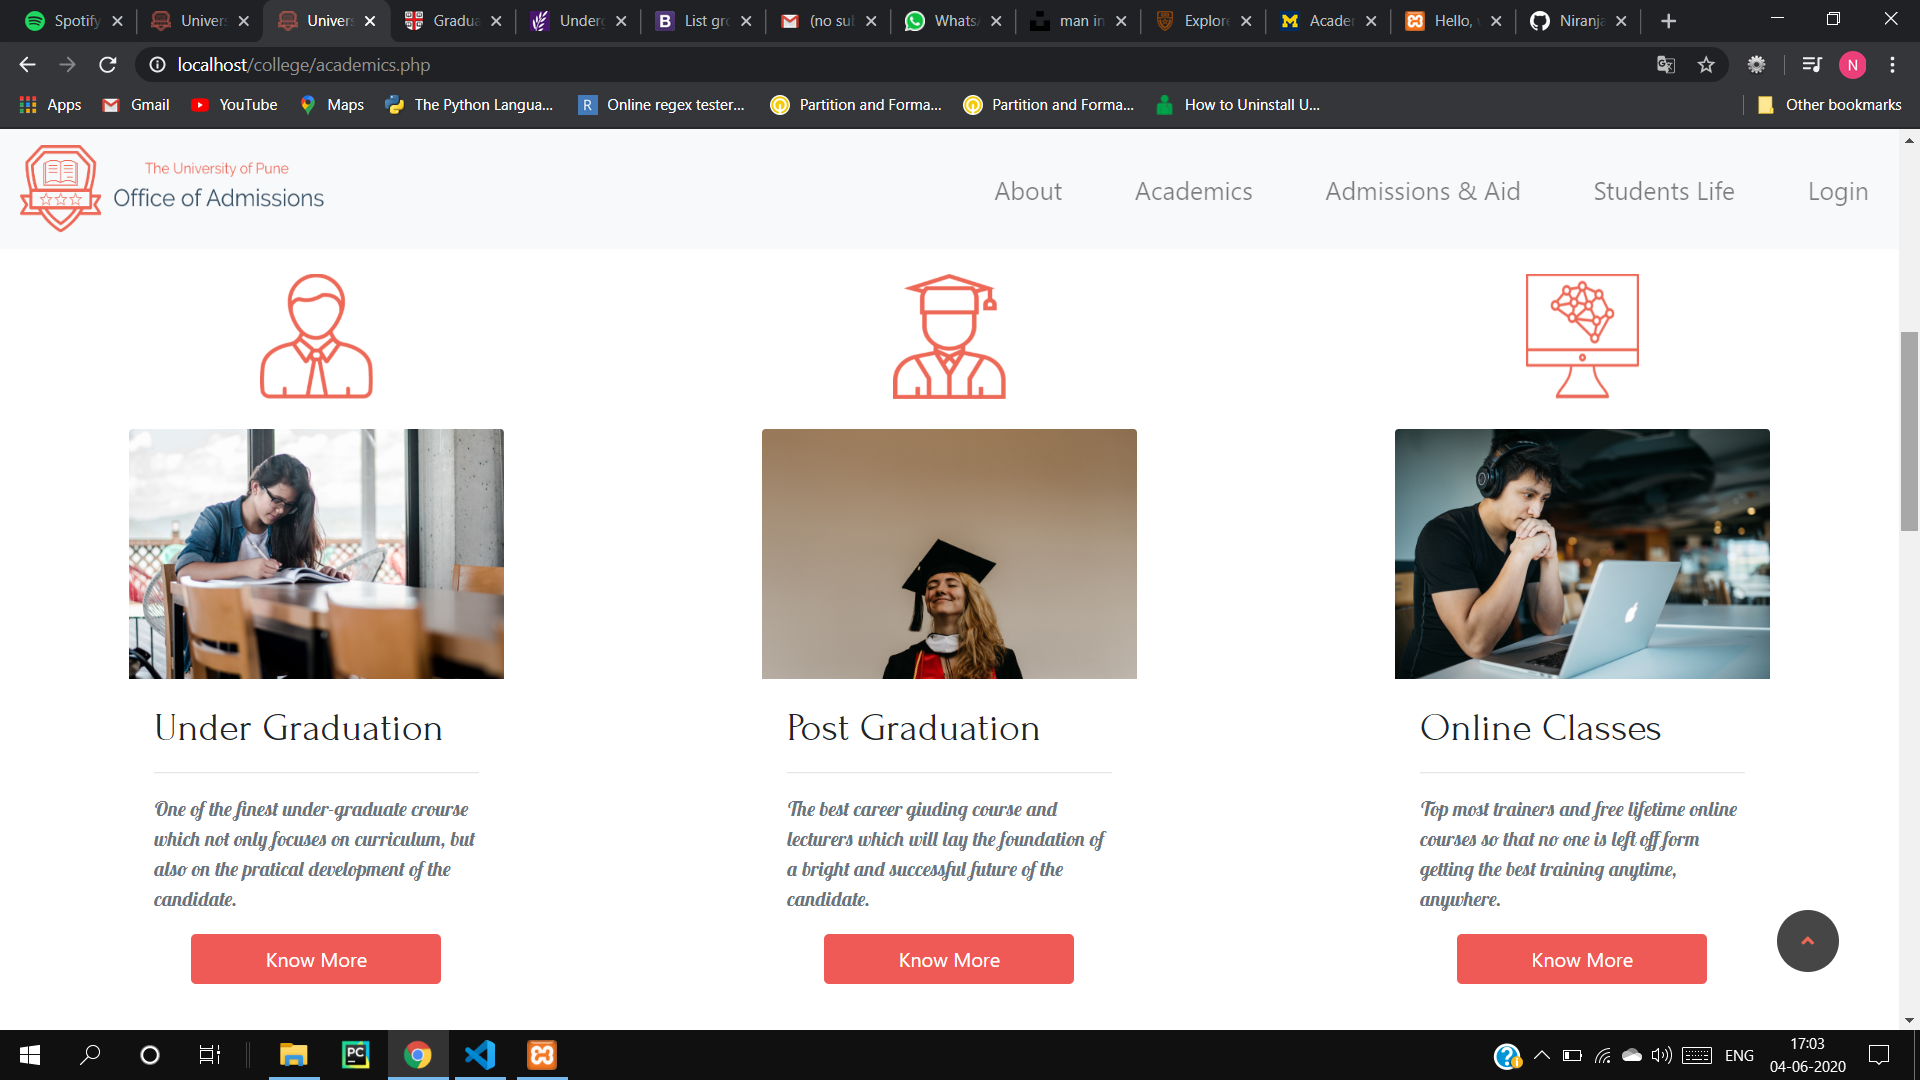 Spotify
Univers
Univers
Gradua
Underg
List gro
(no sul
WhatsA
man in
Explore
Acader
Hello, 
Niranja
localhost/college/academics.php
N
Apps
Gmail
YouTube
Maps
The Python Langua...
R
Online regex tester...
Partition and Forma...
Partition and Forma...
How to Uninstall U...
Other bookmarks
The University of Pune
Office of Admissions
About
Academics
Admissions & Aid
Students Life
Login
Under Graduation
One of the finest under-graduate crourse
which not only focuses on curriculum, but
also on the pratical development of the
candidate.
Know More
Post Graduation
The best career giuding course and
lecturers which will lay the foundation of
a bright and successful future of the
candidate.
Know More
Online Classes
Top most trainers and free lifetime online
courses so that no one is left off form
getting the best training anytime,
anywhere.
Know More
PC
ENG
17:03
04-06-2020